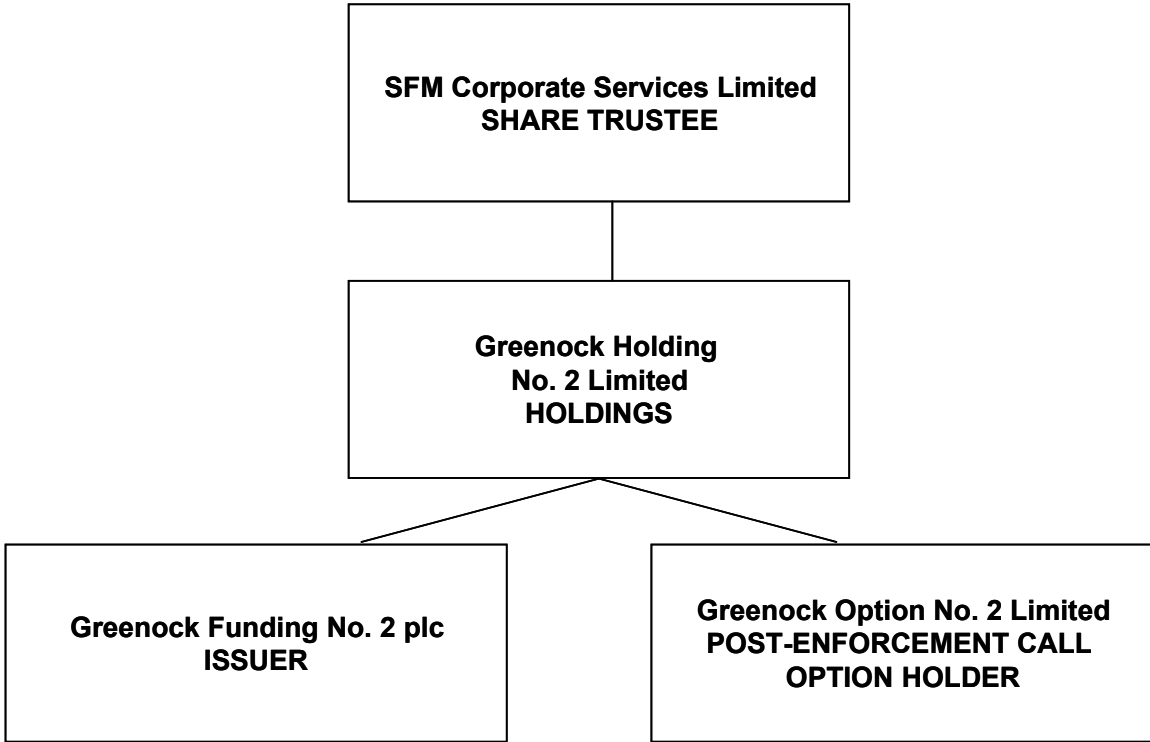 SFM Corporate Services Limited
SHARE TRUSTEE
Greenock Holding
No. 2 Limited
HOLDINGS
Greenock Funding No. 2 plc
ISSUER
Greenock Option No. 2 Limited
POST-ENFORCEMENT CALL
OPTION HOLDER